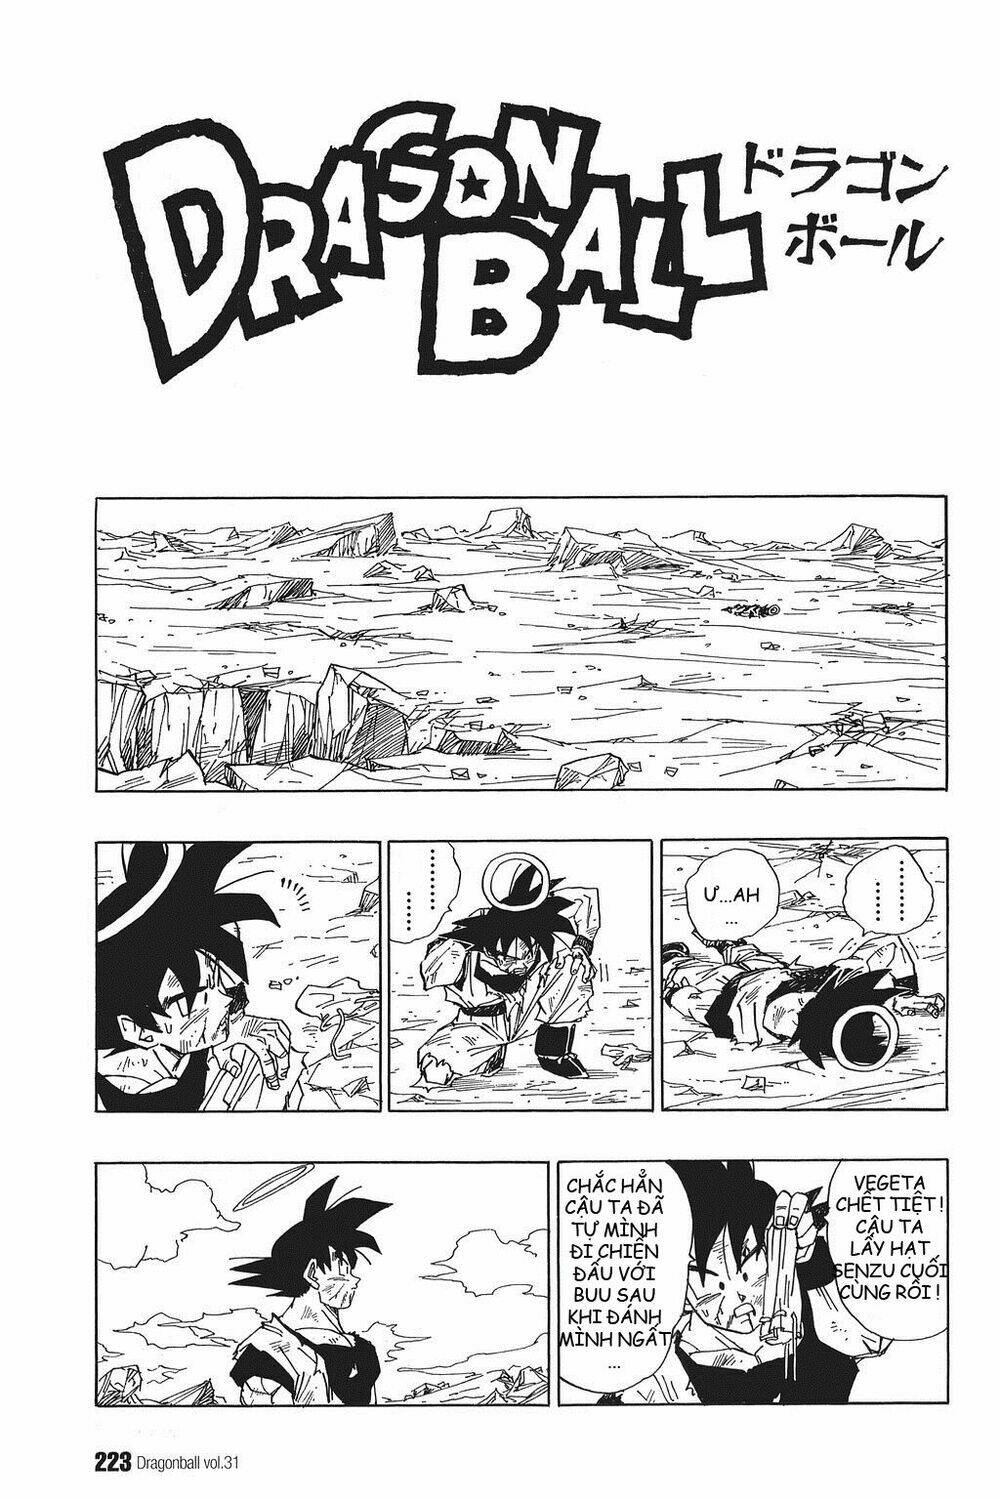 DRAGON
BALL
ドラゴン
ボール
………
Ư...AH
...
………
VEGETA
CHẾT TIỆT!
CẬU TA
LẤY HẠT
SENZU CUỐI
CÙNG RỒI!
CHẮC HẲN
CẬU TA ĐÃ
TỰ MÌNH
ĐI CHIẾN
ĐẤU VỚI
BUU SAU
KHI ĐÁNH
MÌNH NGẤT
...
223 Dragonball vol.31